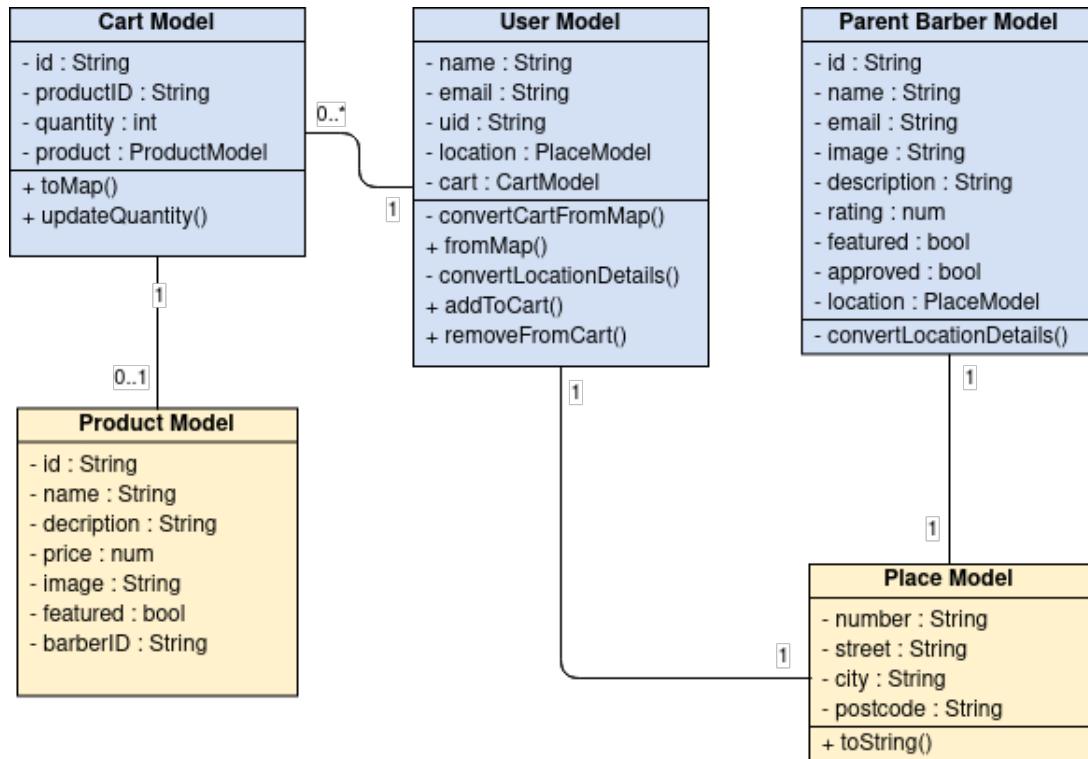 Cart Model
- id : String
- productID : String
- quantity : int
- product : ProductModel
+ toMap()
+ updateQuantity()
0..*
1
User Model
- name : String
- email : String
- uid : String
- location : PlaceModel
- cart : CartModel
- convertCartFromMap()
+ fromMap()
- convertLocationDetails()
+ addToCart()
+ removeFromCart()
Parent Barber Model
- id : String
- name : String
- email : String
- image : String
- description : String
- rating : num
- featured : bool
- approved : bool
- location : PlaceModel
- convertLocationDetails()
1
0..1
Product Model
- id : String
- name : String
- decription : String
- price : num
- image : String
- featured : bool
- barberID : String
1
1
1
1
Place Model
- number : String
- street : String
- city : String
- postcode : String
+ toString()